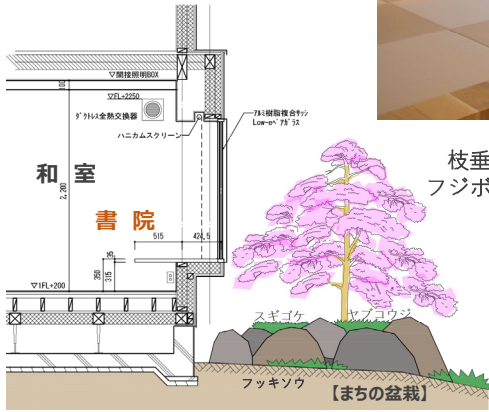 ▽間接照明BOX
100
▽FL+2250
ダクトレス全熱交換器
ハニカムスクリーン
アルミ樹脂複合サッシ
Low-eペアガラス
和室
2,200
書院
515
424.5
35
350
315
▽1FL+200
枝垂
フジボ
スギゴケ
ヤブコウジ
フッキソウ
【まちの盆栽】